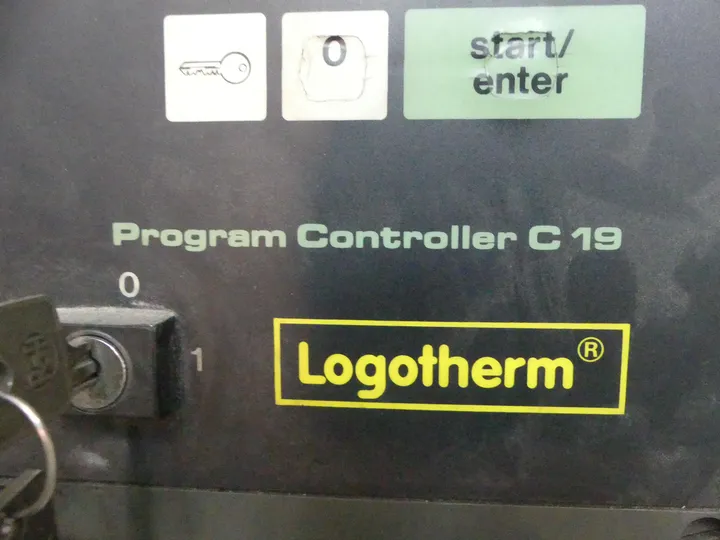 0
start/
enter
Program Controller C 19
0
1
Logotherm®